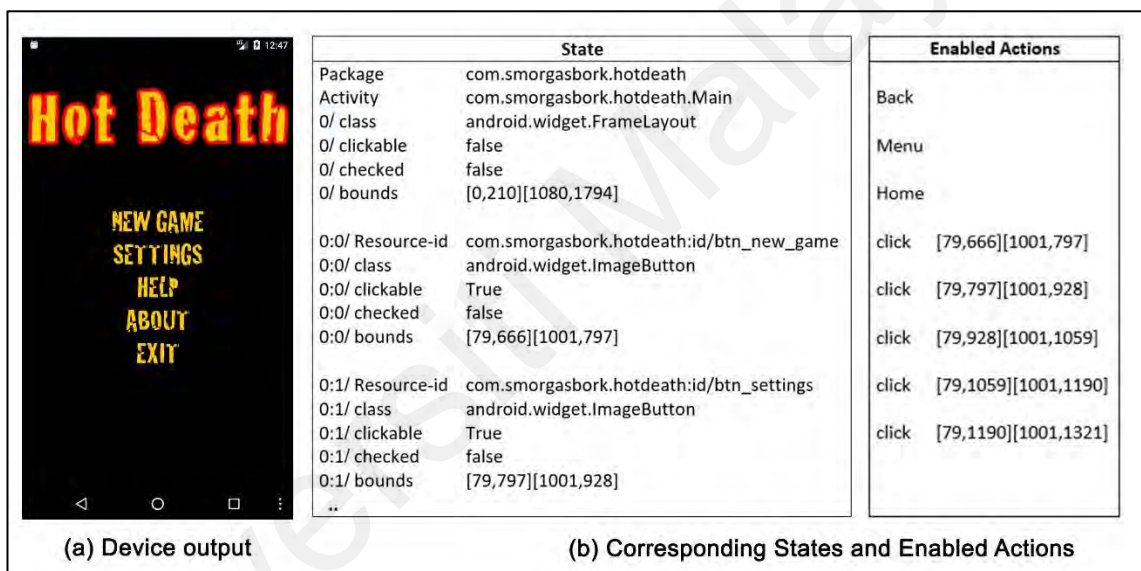 12:47
Hot Death
NEW GAME
SETTINGS
HELP
ABOUT
EXIT
State
Package com.smorgasbork.hotdeath
Activity com.smorgasbork.hotdeath.Main
0/ class android.widget.FrameLayout
0/ clickable false
0/ checked false
0/ bounds [0,210][1080,1794]
0:0/ Resource-id com.smorgasbork.hotdeath:id/btn_new_game
0:0/ class android.widget.ImageButton
0:0/ clickable True
0:0/ checked false
0:0/ bounds [79,666][1001,797]
0:1/ Resource-id com.smorgasbork.hotdeath:id/btn_settings
0:1/ class android.widget.ImageButton
0:1/ clickable True
0:1/ checked false
0:1/ bounds [79,797][1001,928]
..
Enabled Actions
Back
Menu
Home
click [79,666][1001,797]
click [79,797][1001,928]
click [79,928][1001,1059]
click [79,1059][1001,1190]
click [79,1190][1001,1321]
(a) Device output
(b) Corresponding States and Enabled Actions